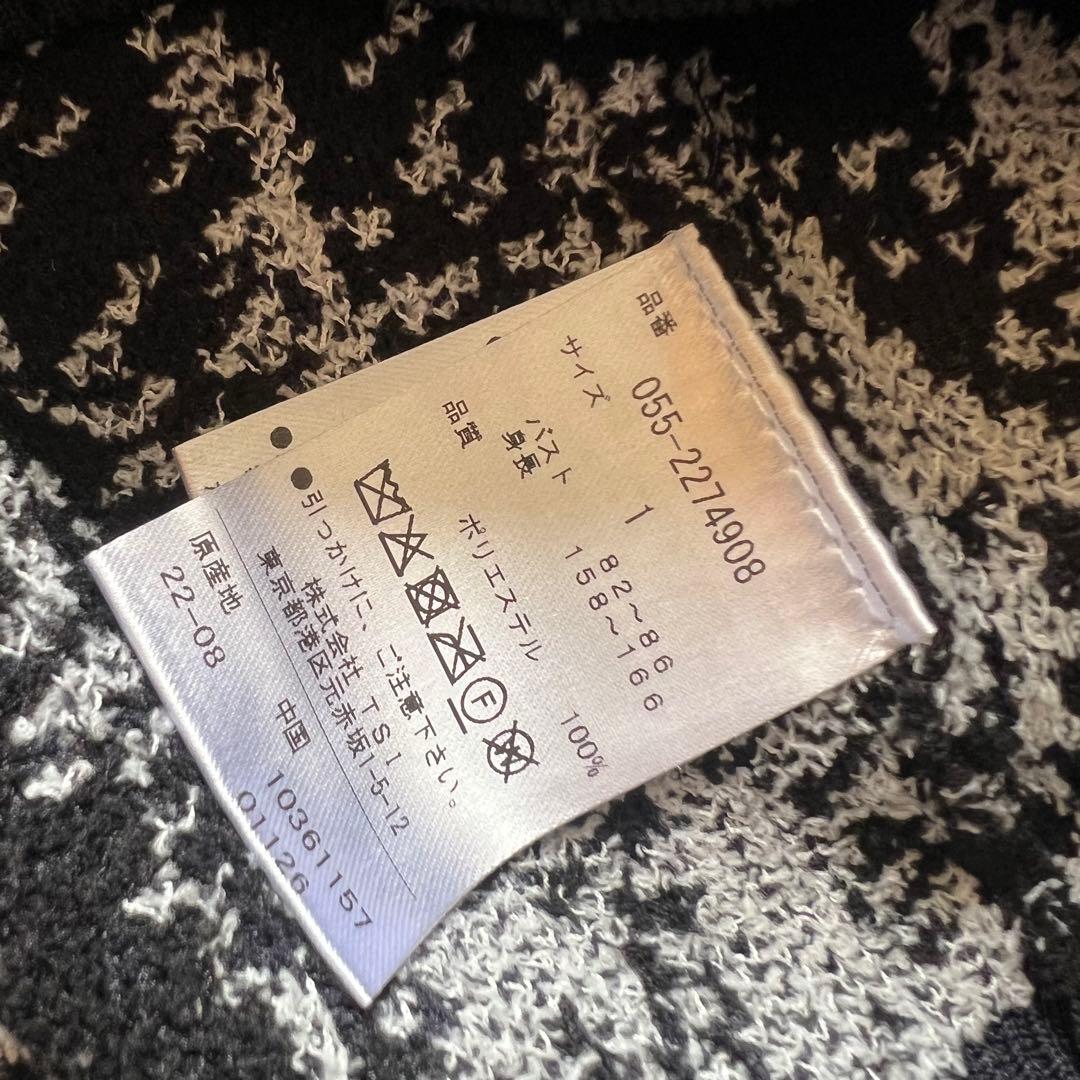 品番 055-2274908
サイズ 1
バスト 82～86
身長 158～166
品質 ポリエステル 100%
F
●引っかけに、ご注意下さい。
株式会社 TSI
東京都港区元赤坂1-5-12
原産地 中国 10361157
22-08 01126